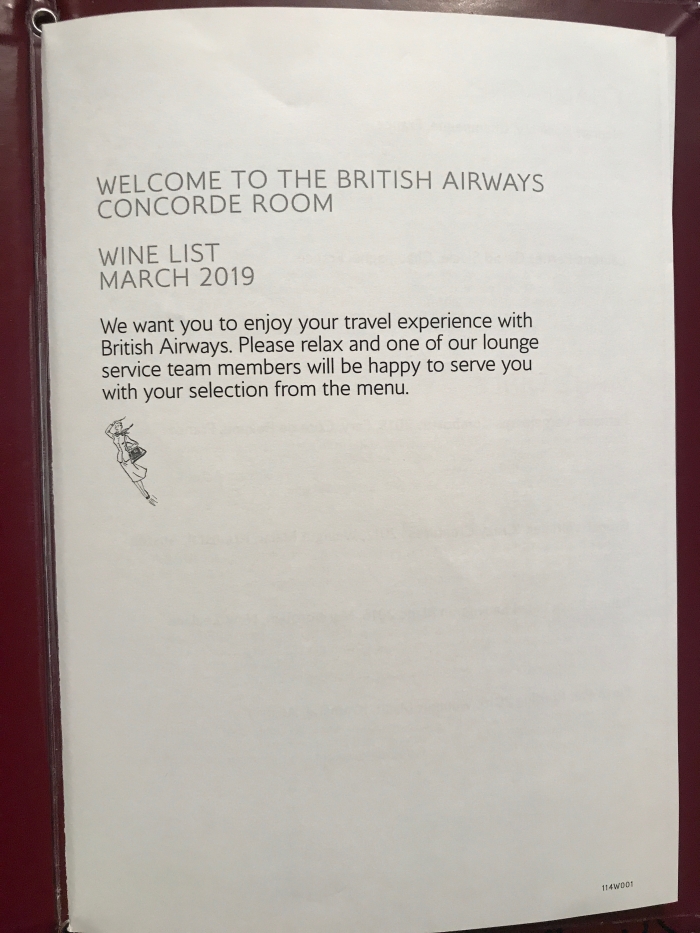 WELCOME TO THE BRITISH AIRWAYS
CONCORDE ROOM
WINE LIST
MARCH 2019
We want you to enjoy your travel experience with
British Airways. Please relax and one of our lounge
service team members will be happy to serve you
with your selection from the menu.
114W001